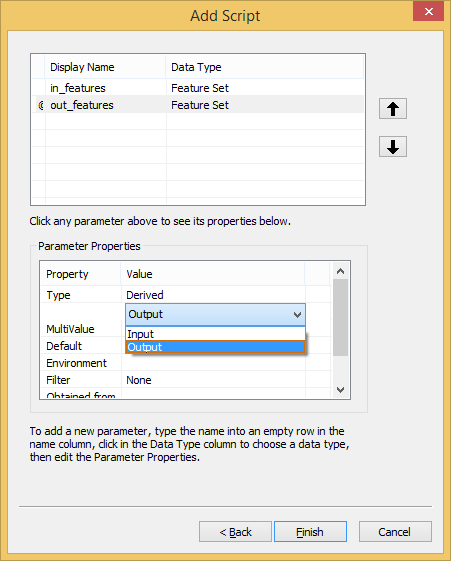 Add Script
Display Name Data Type
in_features Feature Set
out_features Feature Set
Click any parameter above to see its properties below.
Parameter Properties
Property Value
Type Derived
Output
MultiValue Input
Default Output
Environment
Filter None
Obtained from
To add a new parameter, type the name into an empty row in the
name column, click in the Data Type column to choose a data type,
then edit the Parameter Properties.
< Back Finish Cancel